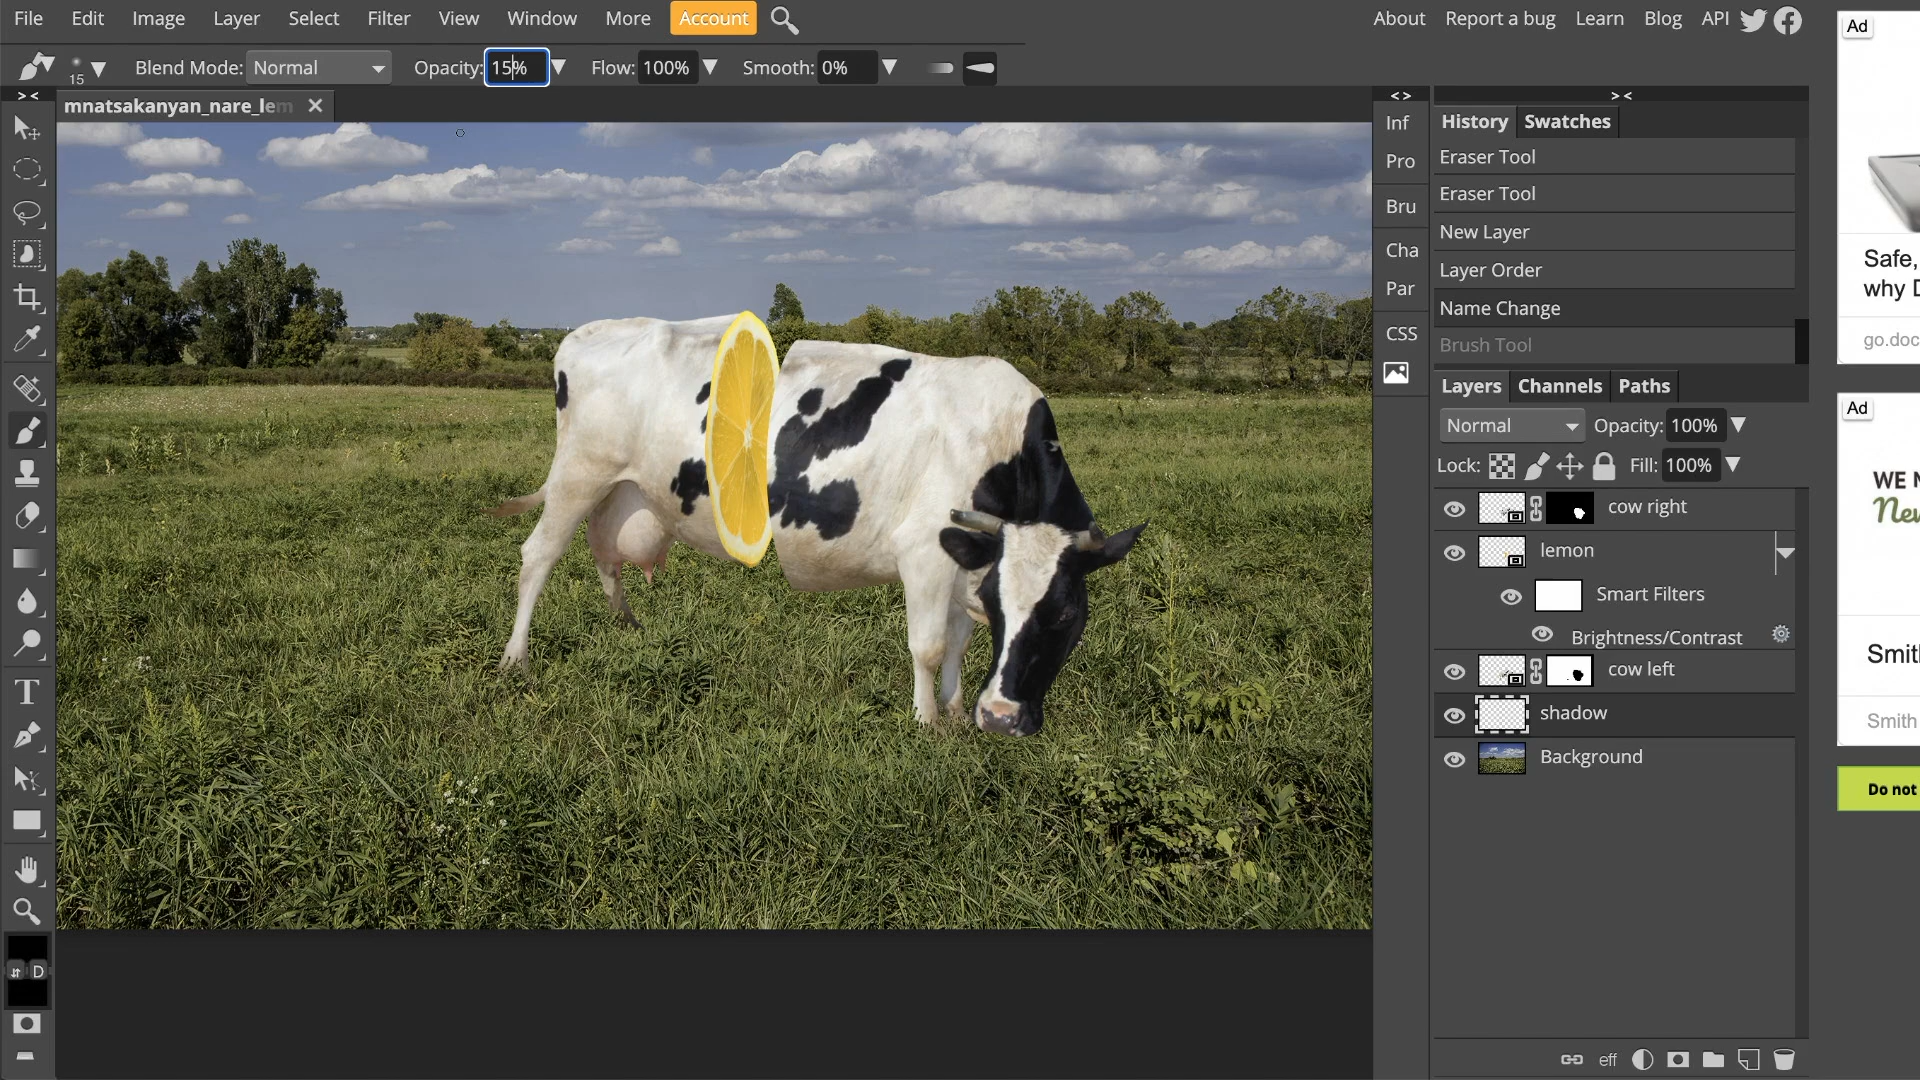 File Edit Image Layer Select Filter View Window More Account About Report a bug Learn Blog API
15 Blend Mode: Normal Opacity: 15% Flow: 100% Smooth: 0%
mnatsakanyan_nare_lem
Inf
Pro
Bru
Cha
Par
CSS
History Swatches
Eraser Tool
Eraser Tool
New Layer
Layer Order
Name Change
Brush Tool
Layers Channels Paths
Normal Opacity: 100%
Lock: Fill: 100%
cow right
lemon
Smart Filters
Brightness/Contrast
cow left
shadow
Background
eff
D
Ad
Safe,
why D
go.doc
Ad
WE N
Nev
Smit
Smith
Do not